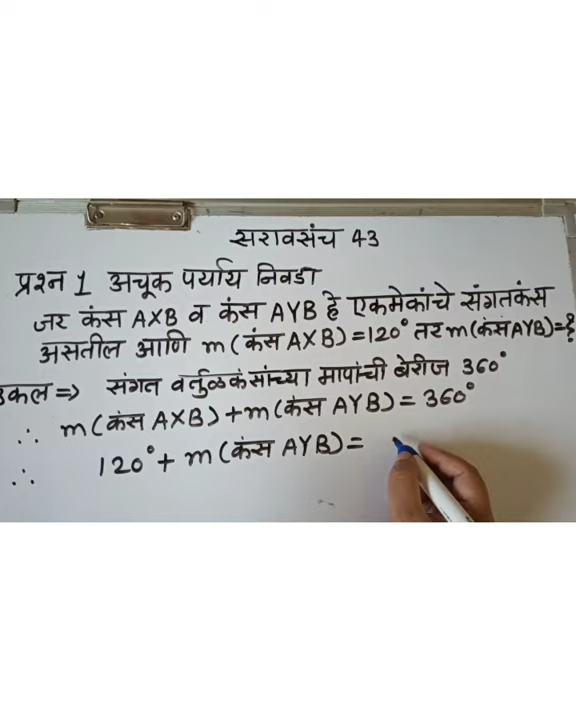 सरावसंच 43
प्रश्न 1 अचूक पर्याय निवडा
जर कंस AXB व कंस AYB हे एकमेकांचे संगतकंस
असतील आणि m (कंस AXB) = 120° तर m (कंस AYB) = ?
उकल ⇒ संगत वर्तुळकंसांच्या मापांची बेरीज 360°
∴ m (कंस AXB) + m (कंस AYB) = 360°
∴ 120° + m (कंस AYB) =